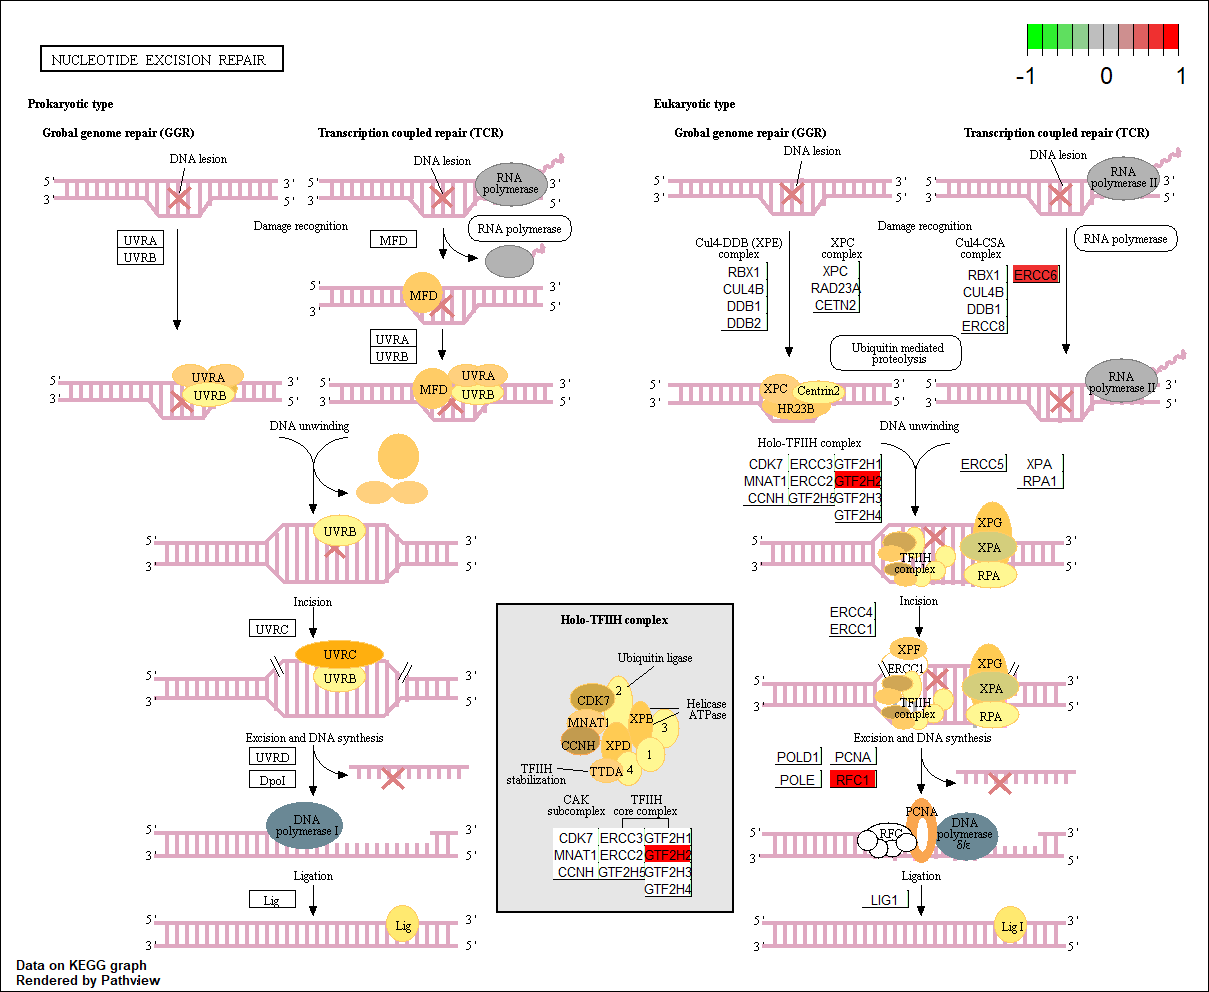 NUCLEOTIDE EXCISION REPAIR
-1 0 1
Prokaryotic type
Eukaryotic type
Grobal genome repair (GGR)
Transcription coupled repair (TCR)
Grobal genome repair (GGR)
Transcription coupled repair (TCR)
DNA lesion
DNA lesion
DNA lesion
DNA lesion
5' 3'
3' 5'
5' 3'
3' 5'
RNA
polymerase
5' 3'
3' 5'
5' 3'
3' 5'
RNA
polymerase II
Damage recognition
Damage recognition
UVRA
UVRB
MFD
RNA polymerase
RNA polymerase
Cul4-DDB (XPE)
complex
RBX1
CUL4B
DDB1
DDB2
XPC
complex
XPC
RAD23A
CETN2
Cul4-CSA
complex
RBX1
ERCC6
CUL4B
DDB1
ERCC8
5' 3'
3' 5'
MFD
UVRA
UVRB
Ubiquitin mediated
proteolysis
5' 3'
3' 5'
UVRA
UVRB
5' 3'
3' 5'
MFD
UVRA
UVRB
5' 3'
3' 5'
XPC
Centrin2
HR23B
5' 3'
3' 5'
RNA
polymerase II
DNA unwinding
DNA unwinding
Holo-TFIIH complex
CDK7 ERCC3 GTF2H1
MNAT1 ERCC2 GTF2H2
CCNH GTF2H5 GTF2H3
GTF2H4
ERCC5
XPA
RPA1
5' 3'
3' 5'
UVRB
5' 3'
3' 5'
TFIIH
complex
XPG
XPA
RPA
Incision
Incision
UVRC
ERCC4
ERCC1
5' 3'
3' 5'
UVRC
UVRB
5' 3'
3' 5'
XPF
ERCC1
TFIIH
complex
XPG
XPA
RPA
Excision and DNA synthesis
Excision and DNA synthesis
UVRD
DpoI
POLD1
PCNA
POLE
RFC1
5' 3'
3' 5'
DNA
polymerase I
5' 3'
3' 5'
RFC
PCNA
DNA
polymerase
δ/ε
Ligation
Ligation
Lig
LIG1
5' 3'
3' 5'
Lig
5' 3'
3' 5'
Lig I
Holo-TFIIH complex
Ubiquitin ligase
2
CDK7
MNAT1
CCNH
XPB
XPD
3
1
TTDA
4
Helicase
ATPase
TFIIH
stabilization
CAK
subcomplex
TFIIH
core complex
CDK7 ERCC3 GTF2H1
MNAT1 ERCC2 GTF2H2
CCNH GTF2H5 GTF2H3
GTF2H4
Data on KEGG graph
Rendered by Pathview